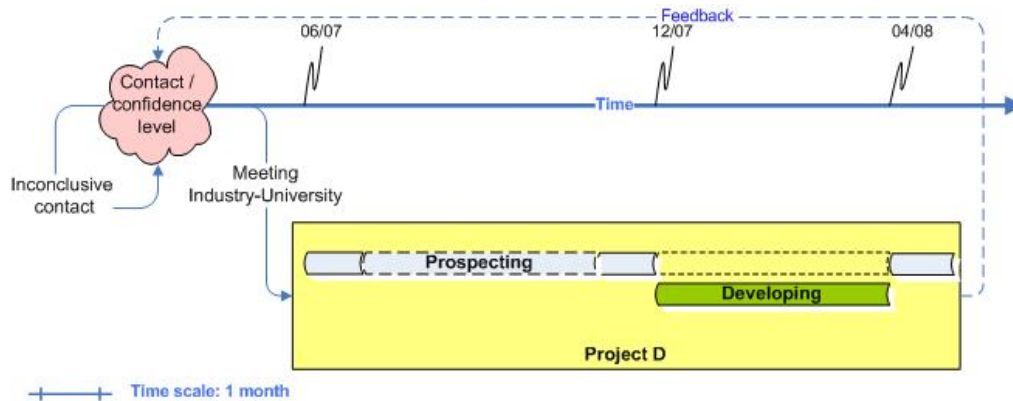 Feedback
06/07
12/07
04/08
Contact /
confidence
level
Time
Inconclusive
contact
Meeting
Industry-University
Prospecting
Developing
Project D
Time scale: 1 month